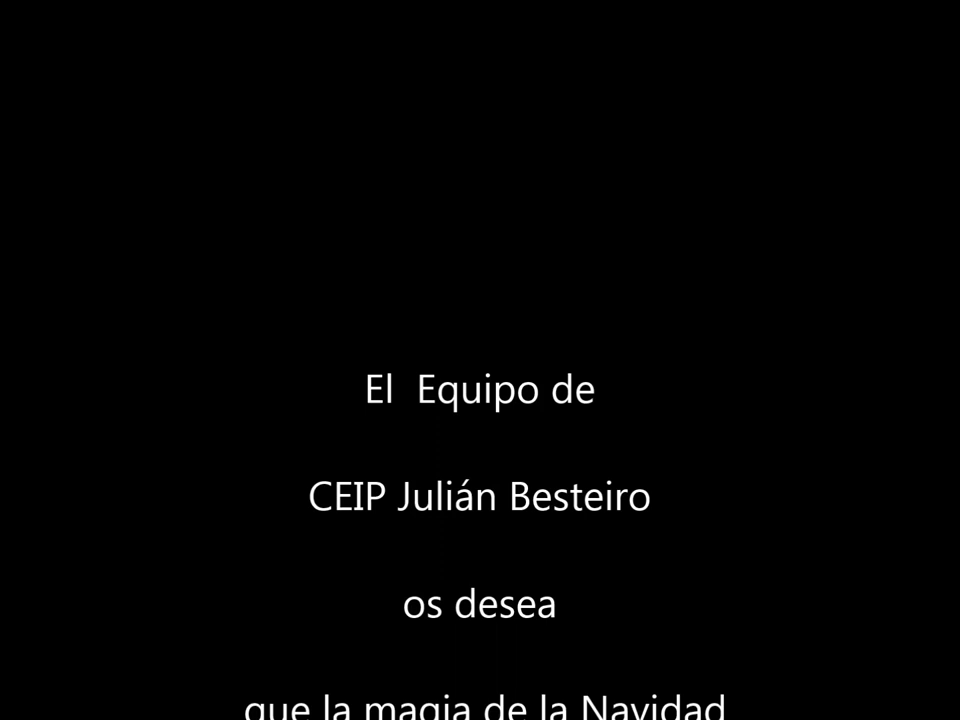 El  Equipo de
CEIP Julián Besteiro
os desea
que la magia de la Navidad